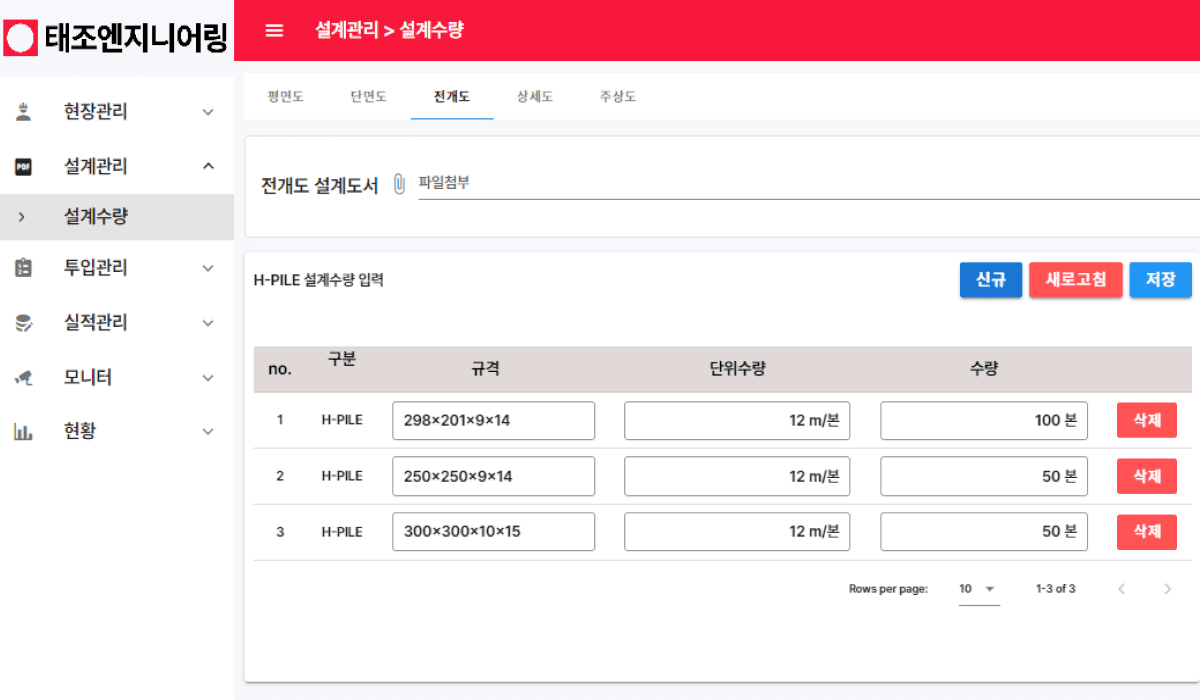 태조엔지니어링
설계관리 > 설계수량
현장관리
PDF 설계관리
설계수량
투입관리
실적관리
모니터
현황
평면도 단면도 전개도 상세도 주상도
전개도 설계도서 파일첨부
H-PILE 설계수량 입력 신규 새로고침 저장
no. 구분 규격 단위수량 수량
1 H-PILE 298×201×9×14 12 m/본 100 본 삭제
2 H-PILE 250×250×9×14 12 m/본 50 본 삭제
3 H-PILE 300×300×10×15 12 m/본 50 본 삭제
Rows per page: 10 1-3 of 3